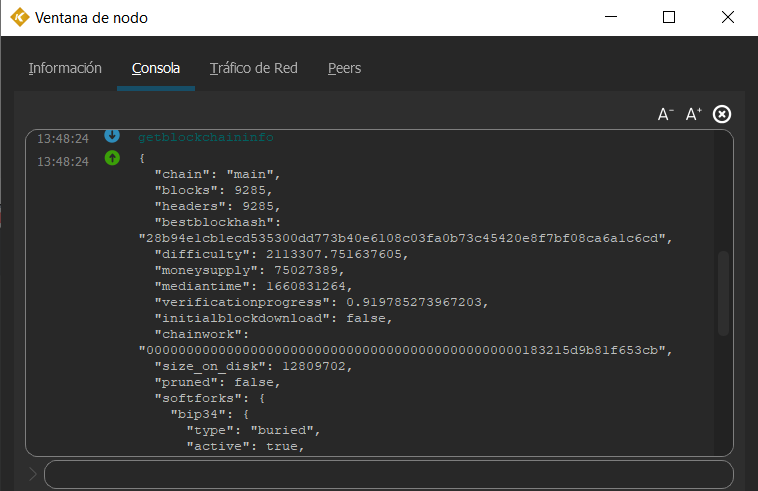 Ventana de nodo
Información Consola Tráfico de Red Peers
A⁻ A⁺
13:48:24 getblockchaininfo
13:48:24 {
"chain": "main",
"blocks": 9285,
"headers": 9285,
"bestblockhash":
"28b94e1cb1ecd535300dd773b40e6108c03fa0b73c45420e8f7bf08ca6a1c6cd",
"difficulty": 2113307.751637605,
"moneysupply": 75027389,
"mediantime": 1660831264,
"verificationprogress": 0.919785273967203,
"initialblockdownload": false,
"chainwork":
"000000000000000000000000000000000000000000000000183215d9b81f653cb",
"size_on_disk": 12809702,
"pruned": false,
"softforks": {
"bip34": {
"type": "buried",
"active": true,